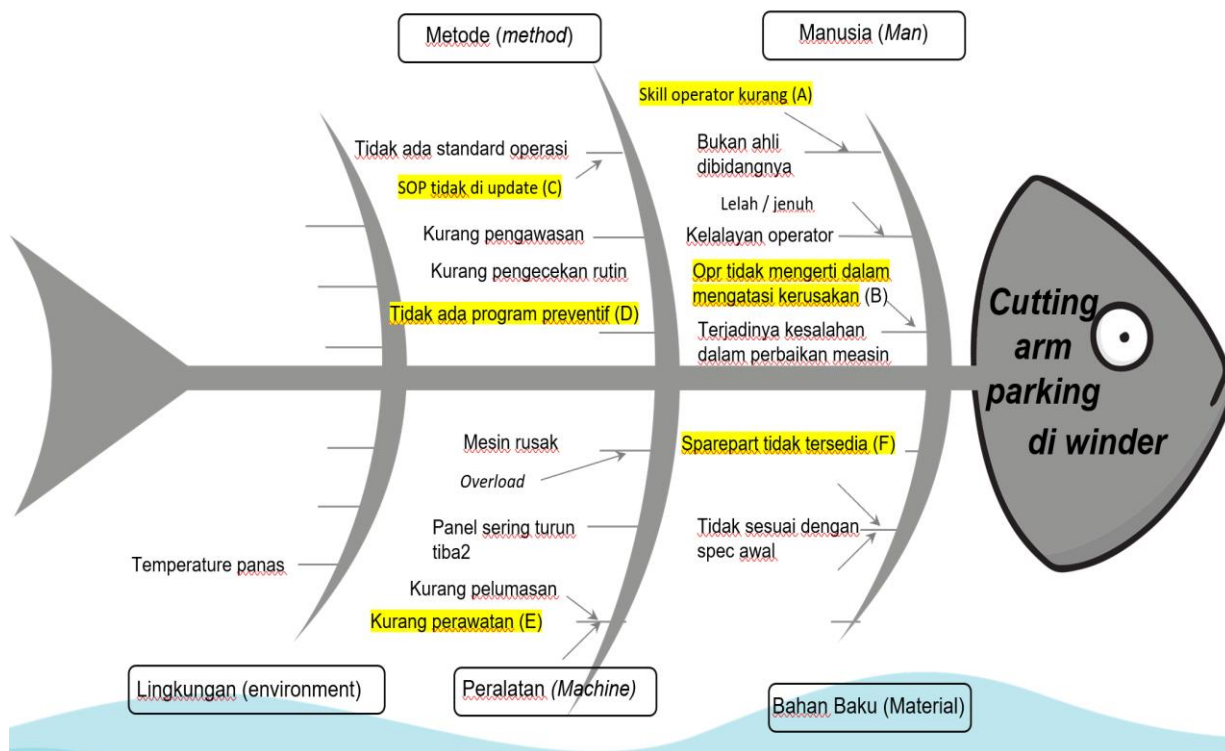 Metode (method)
Manusia (Man)
Skill operator kurang (A)
Tidak ada standard operasi
SOP tidak di update (C)
Kurang pengawasan
Kurang pengecekan rutin
Tidak ada program preventif (D)
Bukan ahli
dibidangnya
Lelah / jenuh
Kelalayan operator
Opr tidak mengerti dalam
mengatasi kerusakan (B)
Terjadinya kesalahan
dalam perbaikan measin
Cutting
arm
parking
di winder
Mesin rusak
Overload
Panel sering turun
tiba2
Kurang pelumasan
Kurang perawatan (E)
Sparepart tidak tersedia (F)
Tidak sesuai dengan
spec awal
Temperature panas
Lingkungan (environment)
Peralatan (Machine)
Bahan Baku (Material)